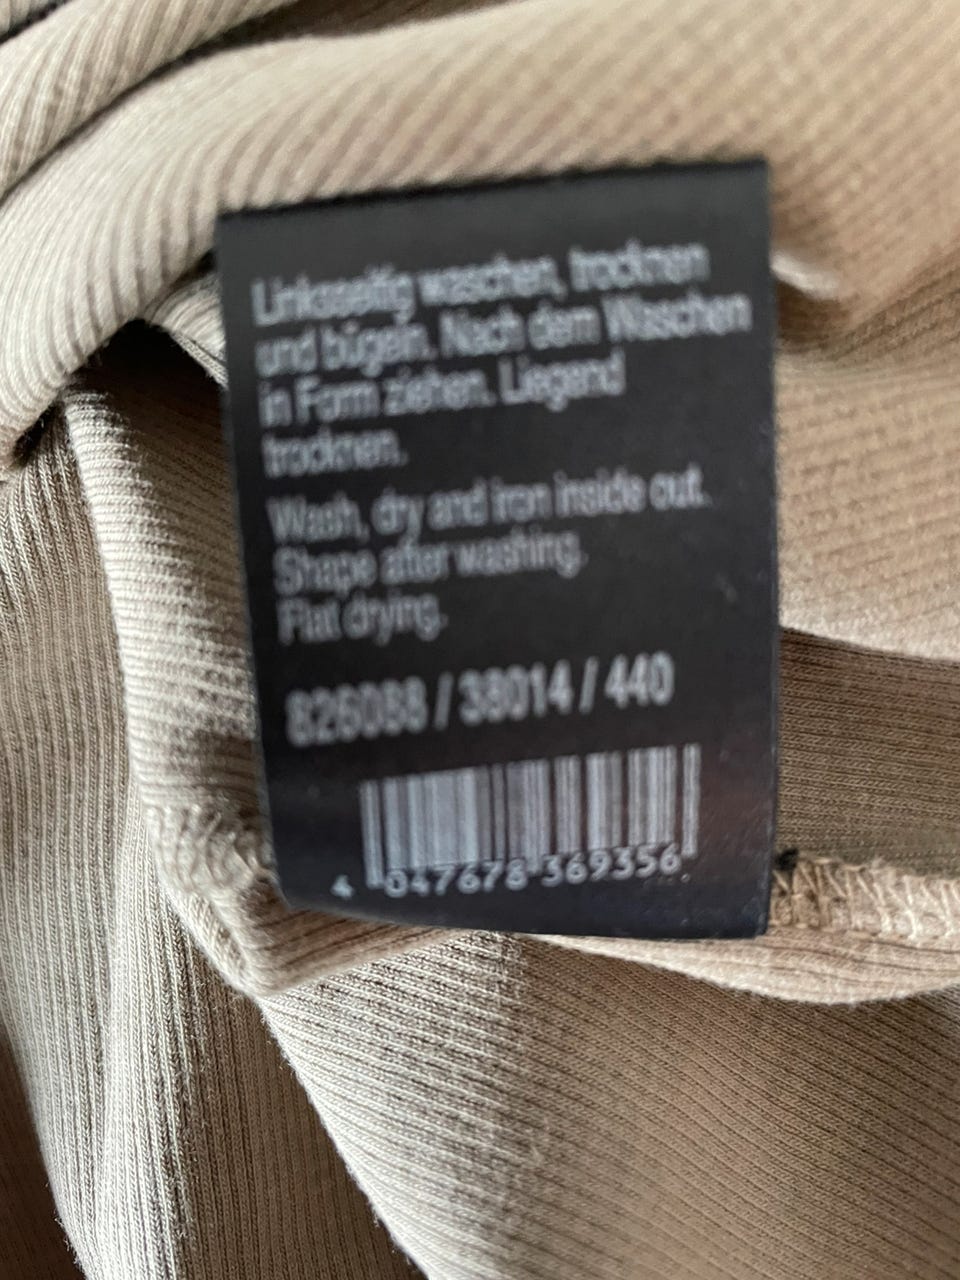 Linksseitig waschen, trocknen
und bügeln. Nach dem Waschen
in Form ziehen. Liegend
trocknen.
Wash, dry and iron inside out.
Shape after washing.
Flat drying.
826088 / 38014 / 440
4 047678 369356